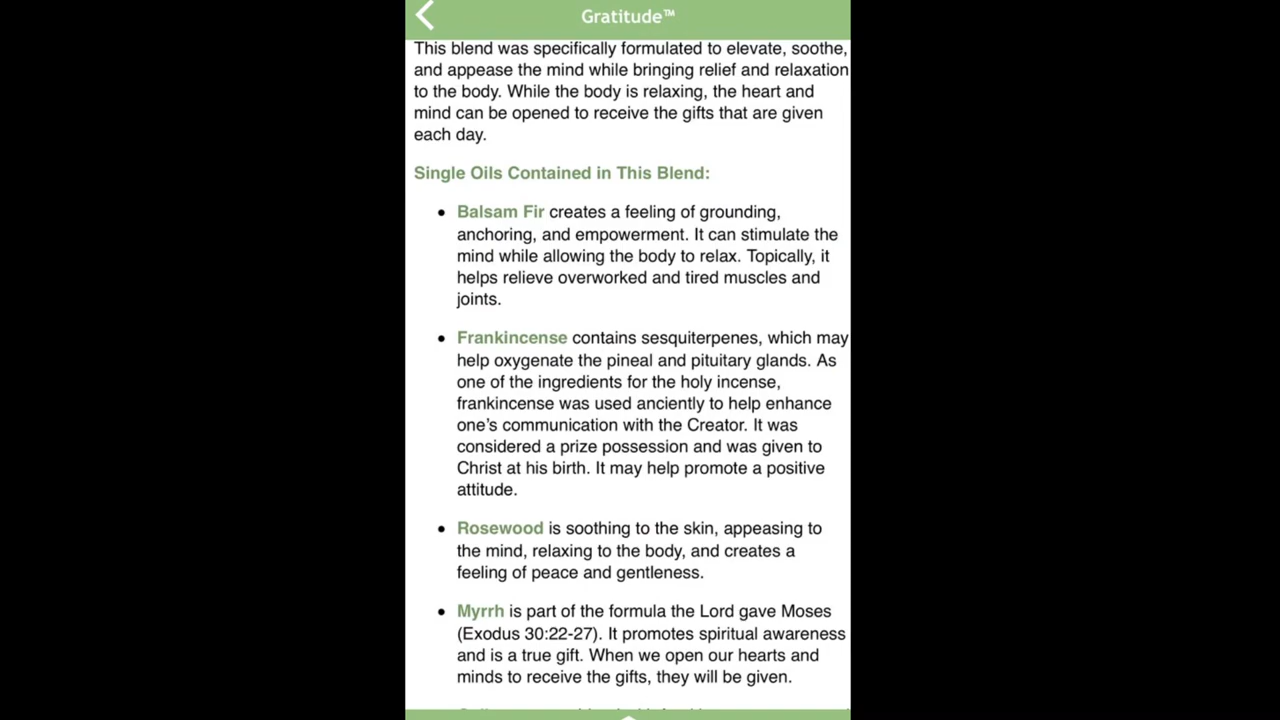 Gratitude™
This blend was specifically formulated to elevate, soothe,
and appease the mind while bringing relief and relaxation
to the body. While the body is relaxing, the heart and
mind can be opened to receive the gifts that are given
each day.
Single Oils Contained in This Blend:
• Balsam Fir creates a feeling of grounding,
anchoring, and empowerment. It can stimulate the
mind while allowing the body to relax. Topically, it
helps relieve overworked and tired muscles and
joints.
• Frankincense contains sesquiterpenes, which may
help oxygenate the pineal and pituitary glands. As
one of the ingredients for the holy incense,
frankincense was used anciently to help enhance
one's communication with the Creator. It was
considered a prize possession and was given to
Christ at his birth. It may help promote a positive
attitude.
• Rosewood is soothing to the skin, appeasing to
the mind, relaxing to the body, and creates a
feeling of peace and gentleness.
• Myrrh is part of the formula the Lord gave Moses
(Exodus 30:22-27). It promotes spiritual awareness
and is a true gift. When we open our hearts and
minds to receive the gifts, they will be given.